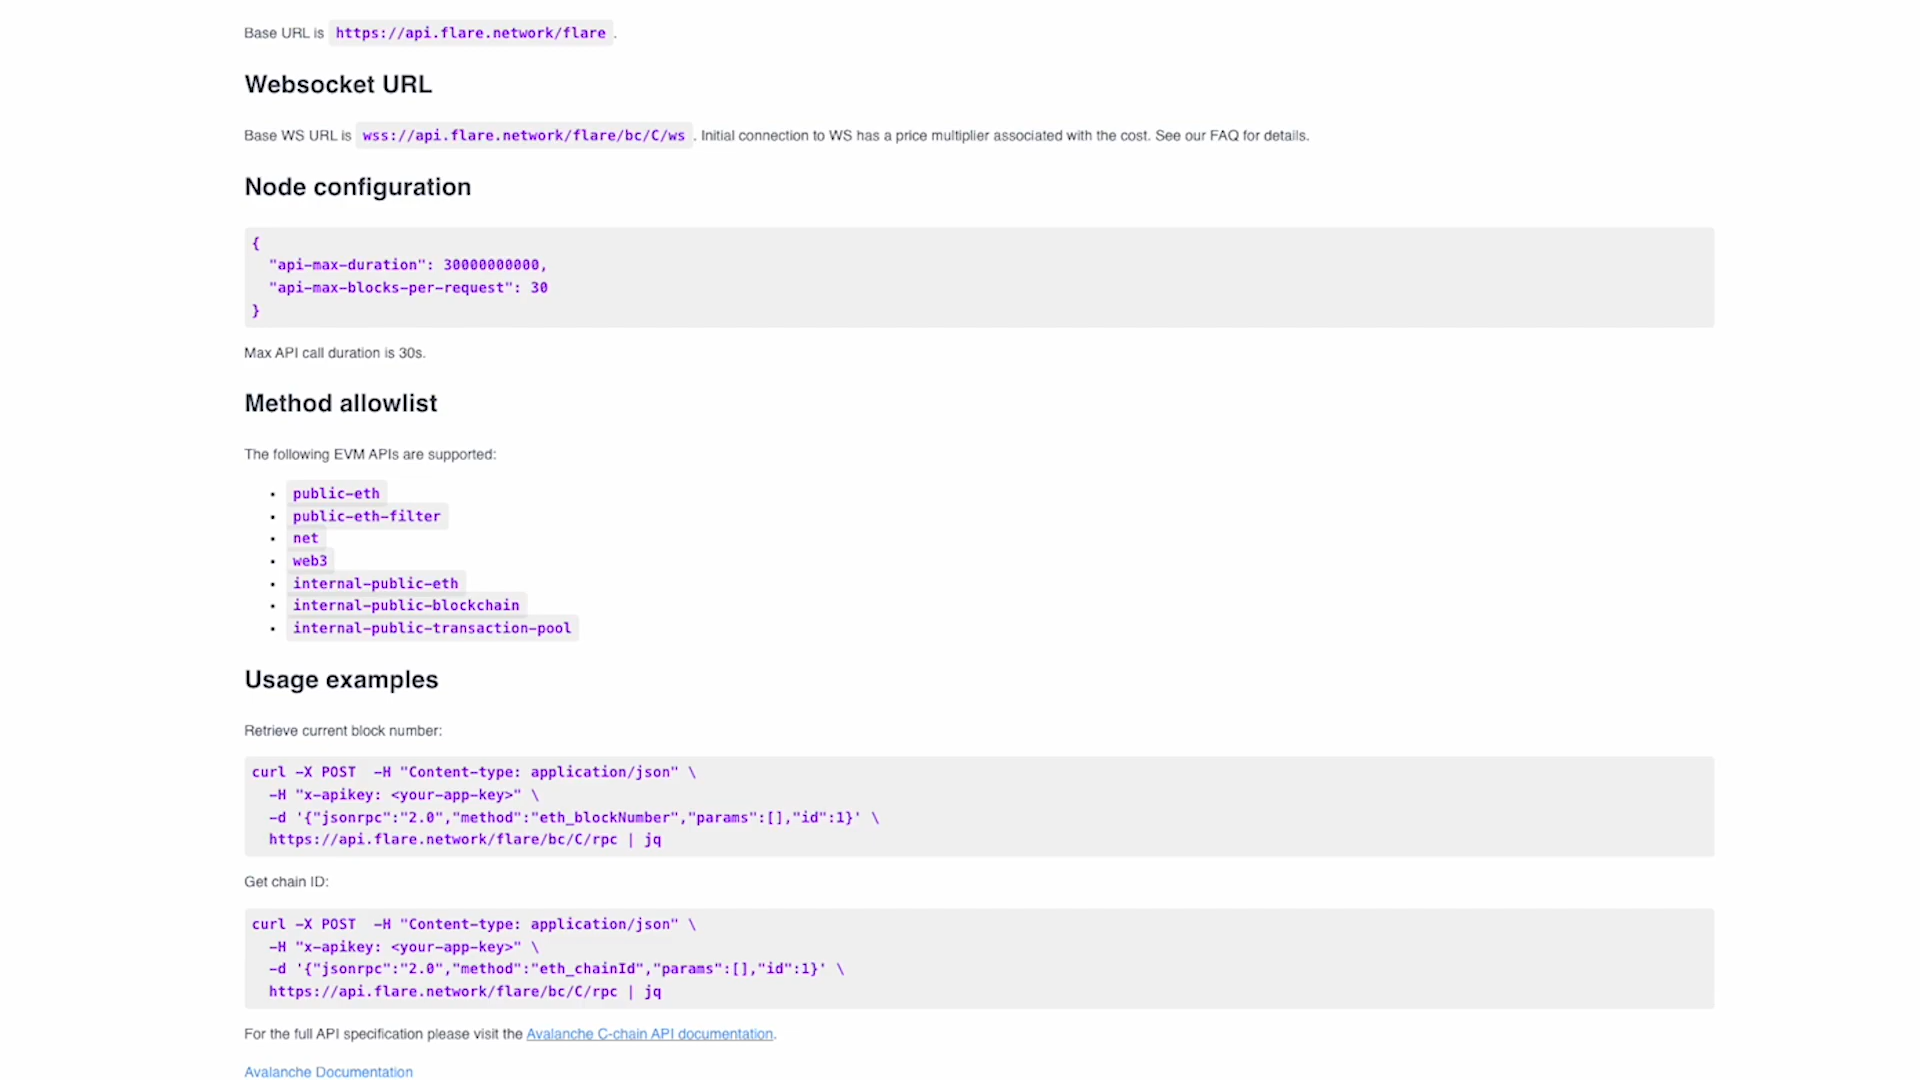 Base URL is https://api.flare.network/flare .
Websocket URL
Base WS URL is wss://api.flare.network/flare/bc/C/ws . Initial connection to WS has a price multiplier associated with the cost. See our FAQ for details.
Node configuration
{
"api-max-duration": 30000000000,
"api-max-blocks-per-request": 30
}
Max API call duration is 30s.
Method allowlist
The following EVM APIs are supported:
• public-eth
• public-eth-filter
• net
• web3
• internal-public-eth
• internal-public-blockchain
• internal-public-transaction-pool
Usage examples
Retrieve current block number:
curl -X POST  -H "Content-type: application/json" \
-H "x-apikey: <your-app-key>" \
-d '{"jsonrpc":"2.0","method":"eth_blockNumber","params":[],"id":1}' \
https://api.flare.network/flare/bc/C/rpc | jq
Get chain ID:
curl -X POST  -H "Content-type: application/json" \
-H "x-apikey: <your-app-key>" \
-d '{"jsonrpc":"2.0","method":"eth_chainId","params":[],"id":1}' \
https://api.flare.network/flare/bc/C/rpc | jq
For the full API specification please visit the Avalanche C-chain API documentation.
Avalanche Documentation